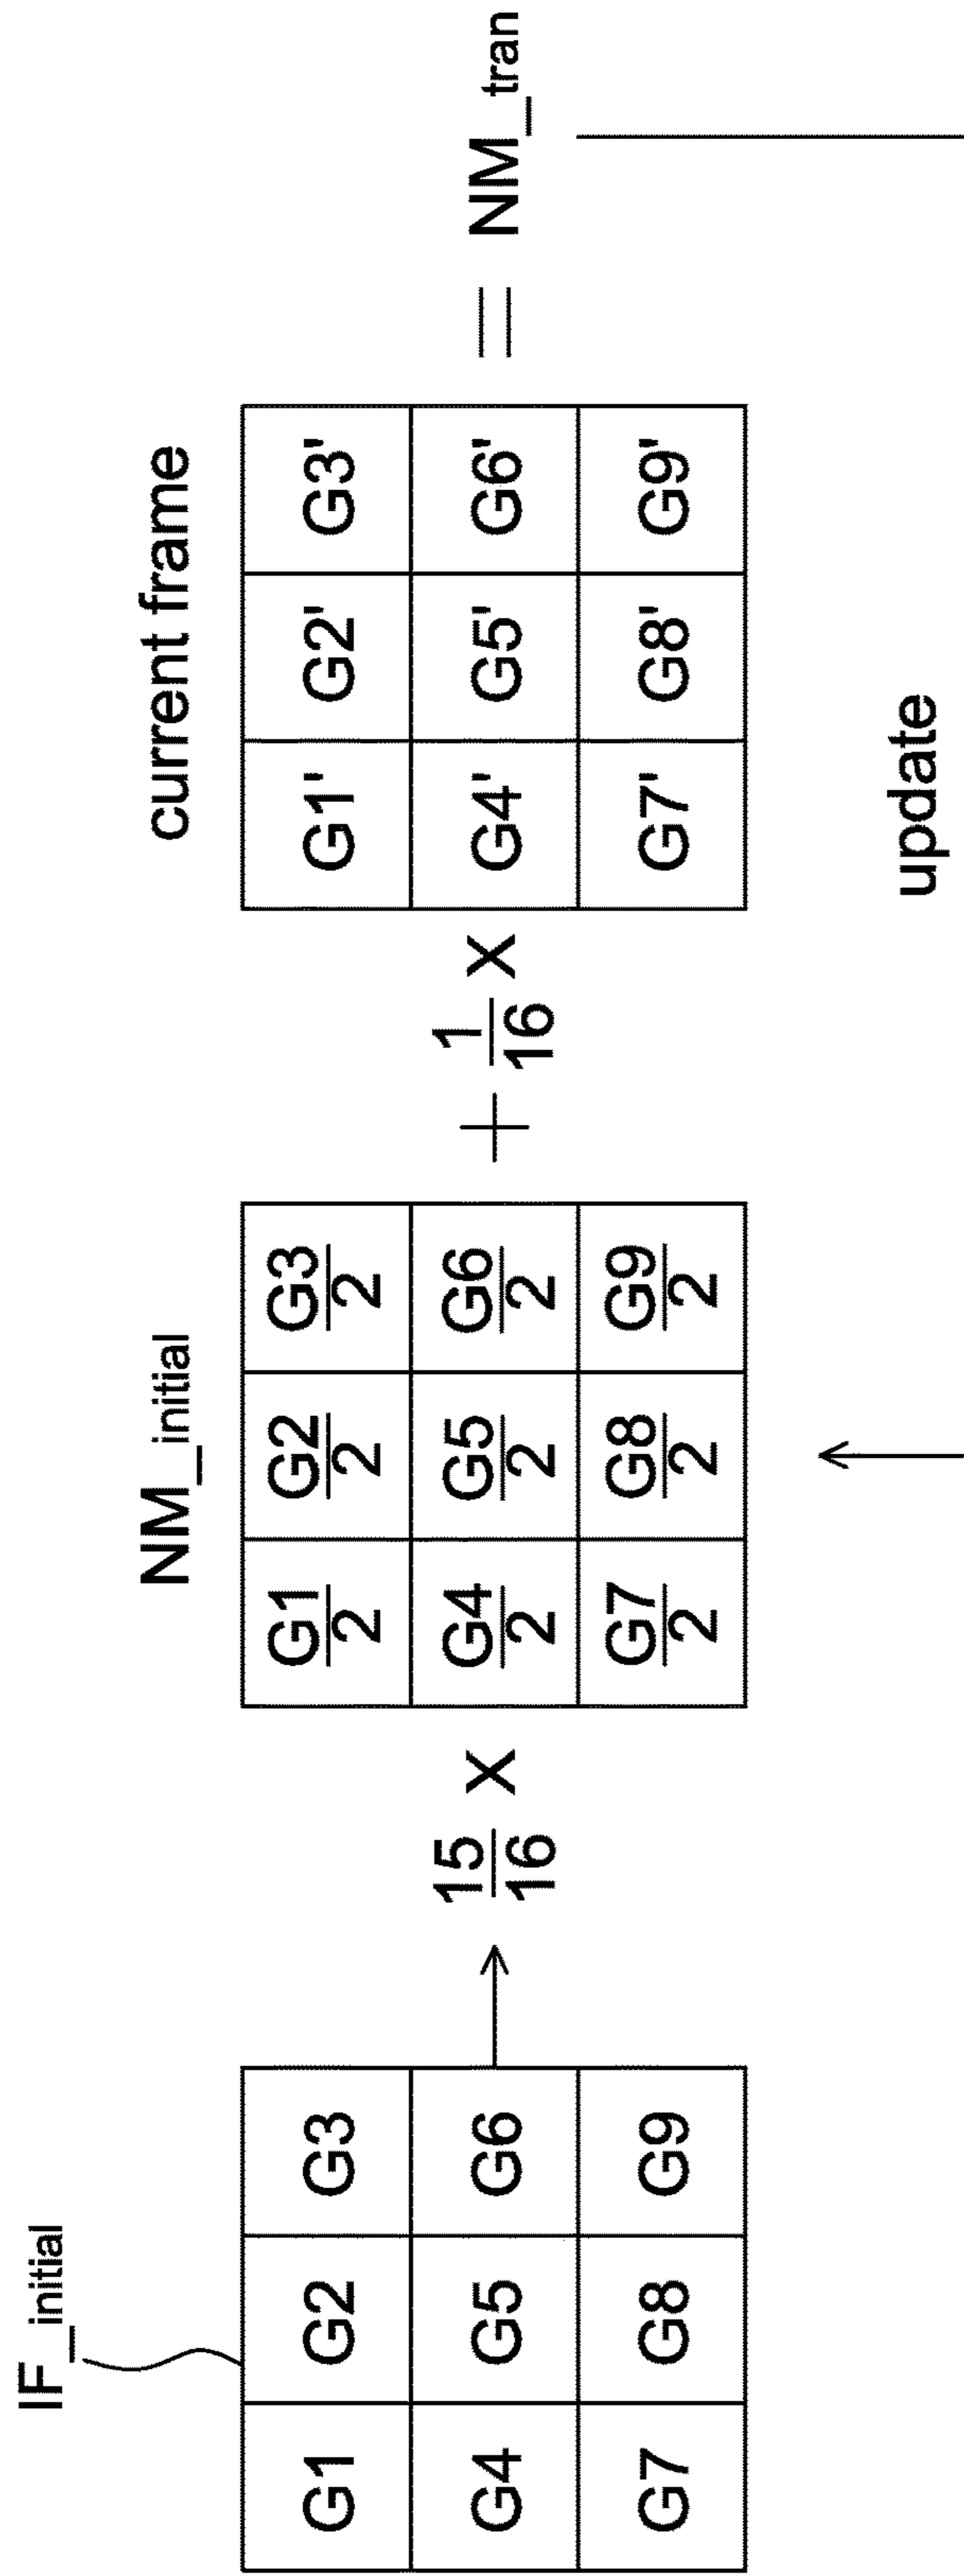 IF_initial
G1 G2 G3
G4 G5 G6
G7 G8 G9
15/16 X
NM_initial
G1/2 G2/2 G3/2
G4/2 G5/2 G6/2
G7/2 G8/2 G9/2
+ 1/16 X
current frame
G1' G2' G3'
G4' G5' G6'
G7' G8' G9'
= NM_tran
update